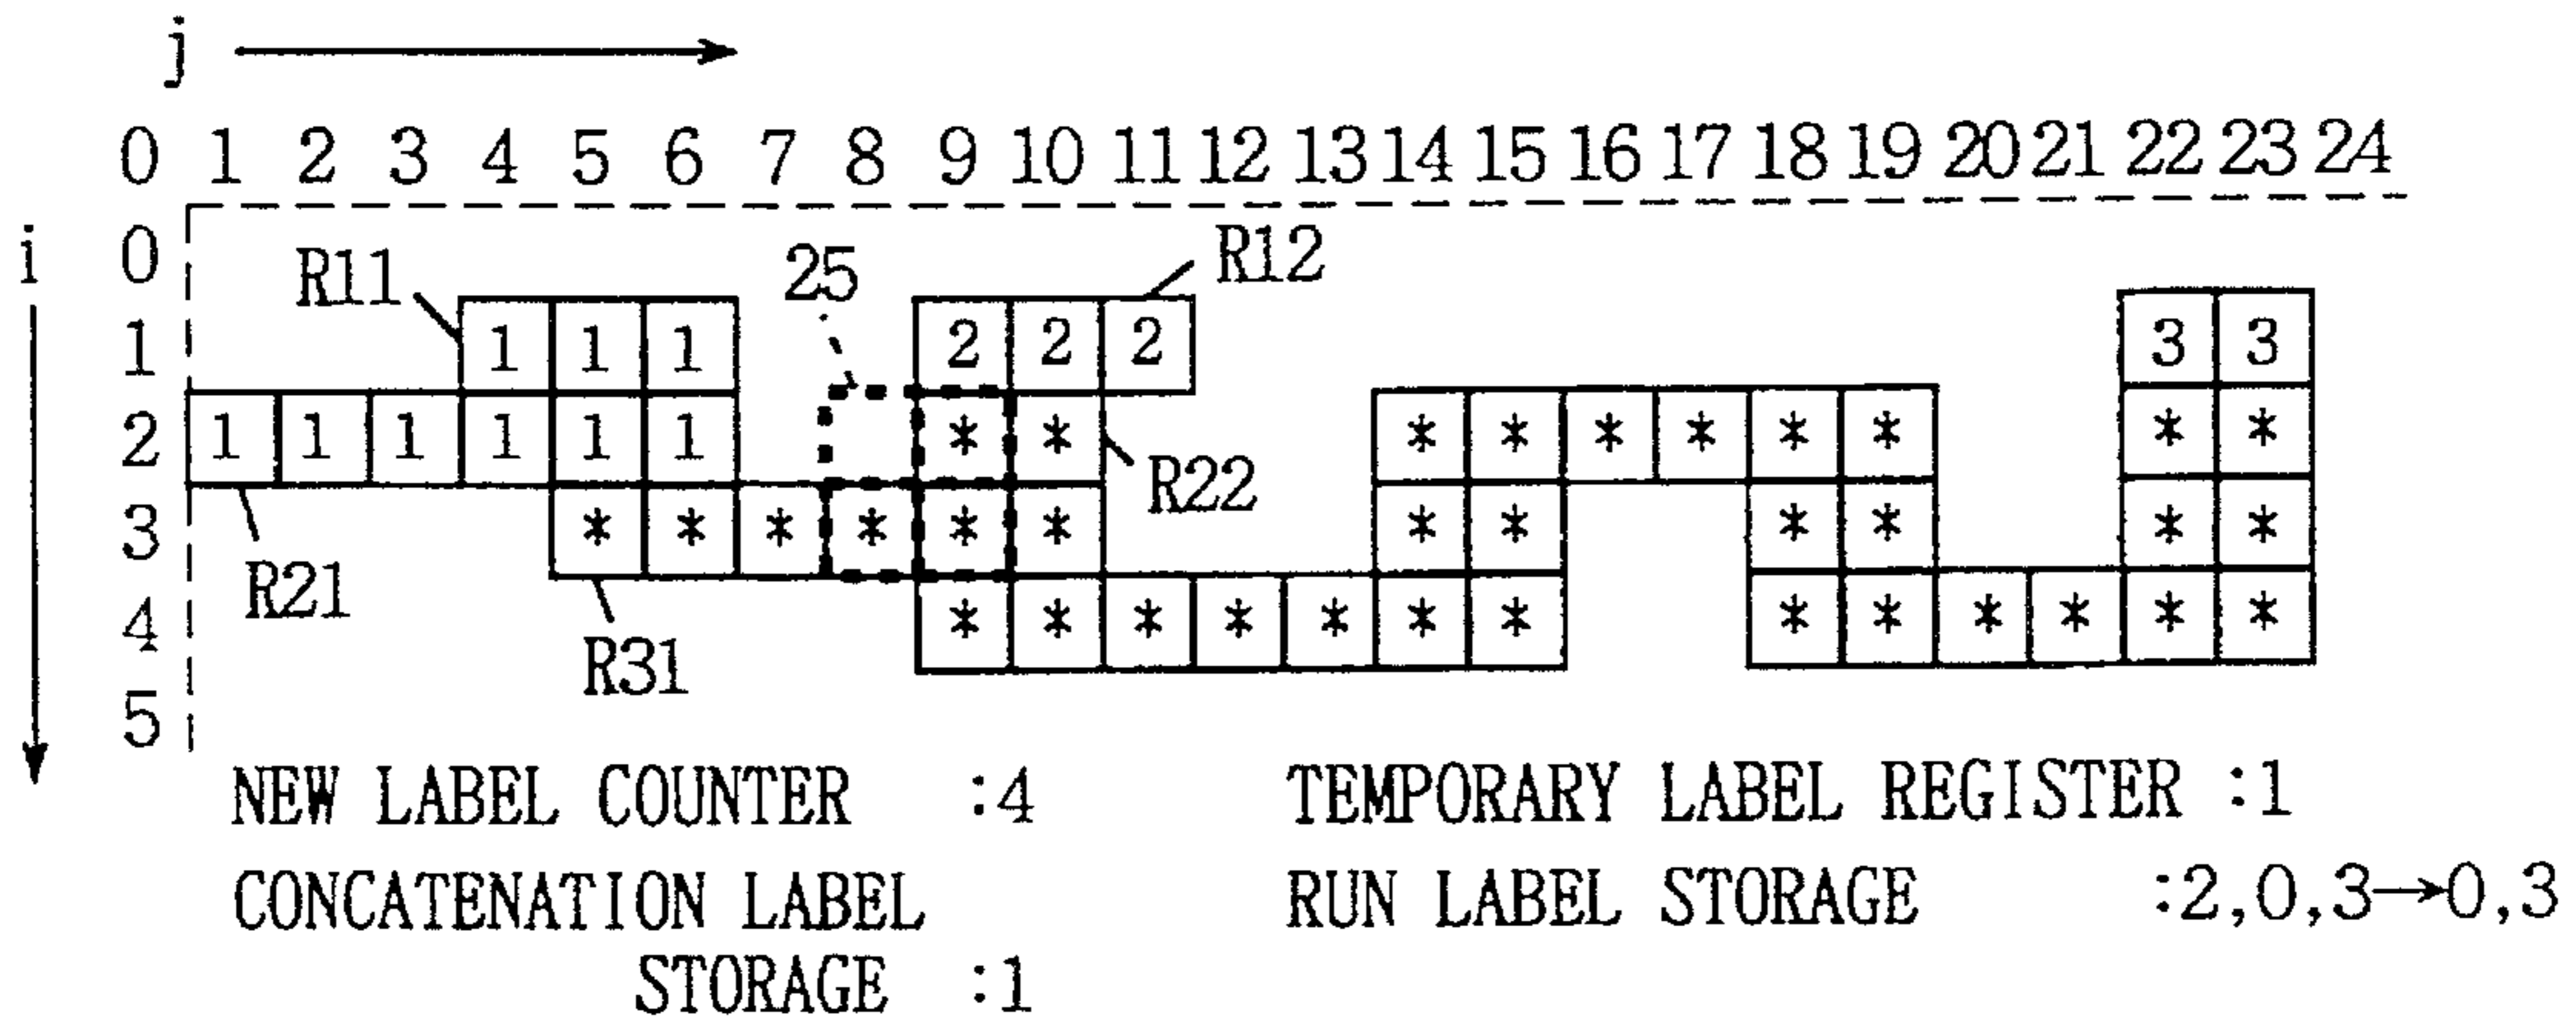 j
0 1 2 3 4 5 6 7 8 9 10 11 12 13 14 15 16 17 18 19 20 21 22 23 24
i 0 R11 25 R12
1 1 1 1 2 2 2 3 3
2 1 1 1 1 1 1 * * R22 * * * * * * * *
3 * * * * * * * * * * * *
R21
4 * * * * * * * * * * * * *
R31
5
NEW LABEL COUNTER :4 TEMPORARY LABEL REGISTER :1
CONCATENATION LABEL RUN LABEL STORAGE :2,0,3→0,3
STORAGE :1